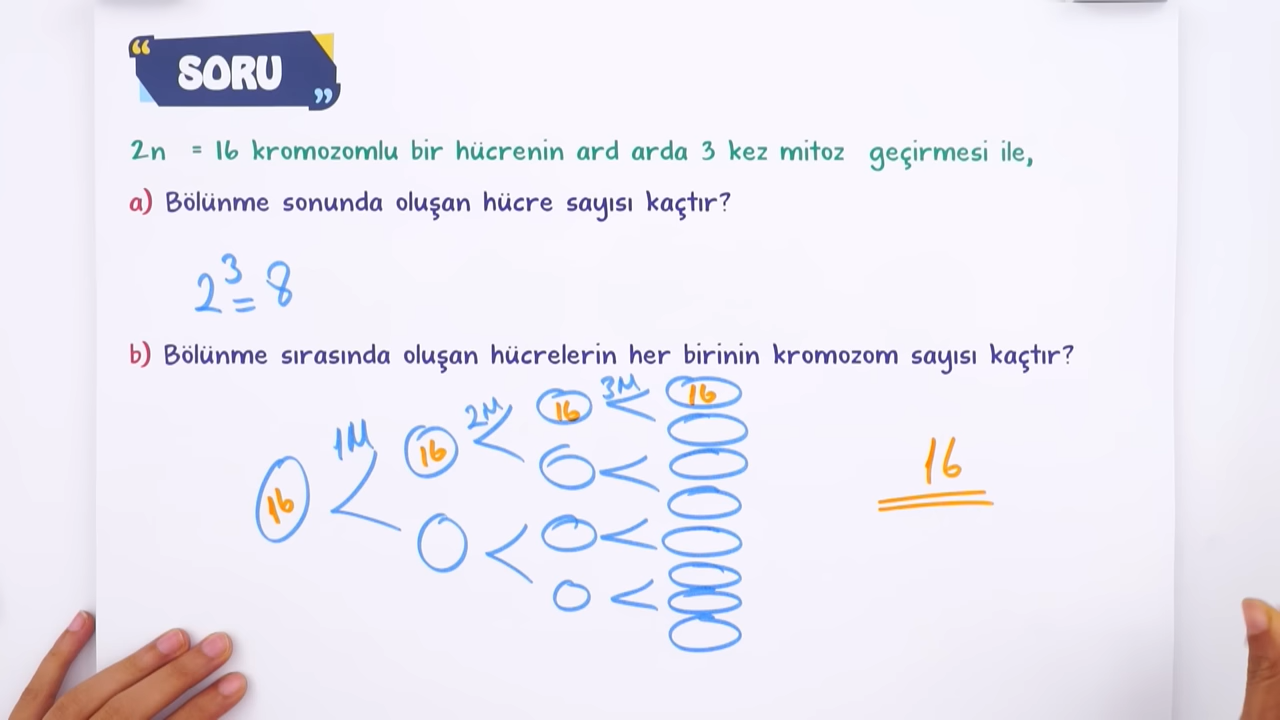 “ SORU ”
2n = 16 kromozomlu bir hücrenin ard arda 3 kez mitoz geçirmesi ile,
a) Bölünme sonunda oluşan hücre sayısı kaçtır?
2³ = 8
b) Bölünme sırasında oluşan hücrelerin her birinin kromozom sayısı kaçtır?
16 1M 16 2M 16 3M 16
16